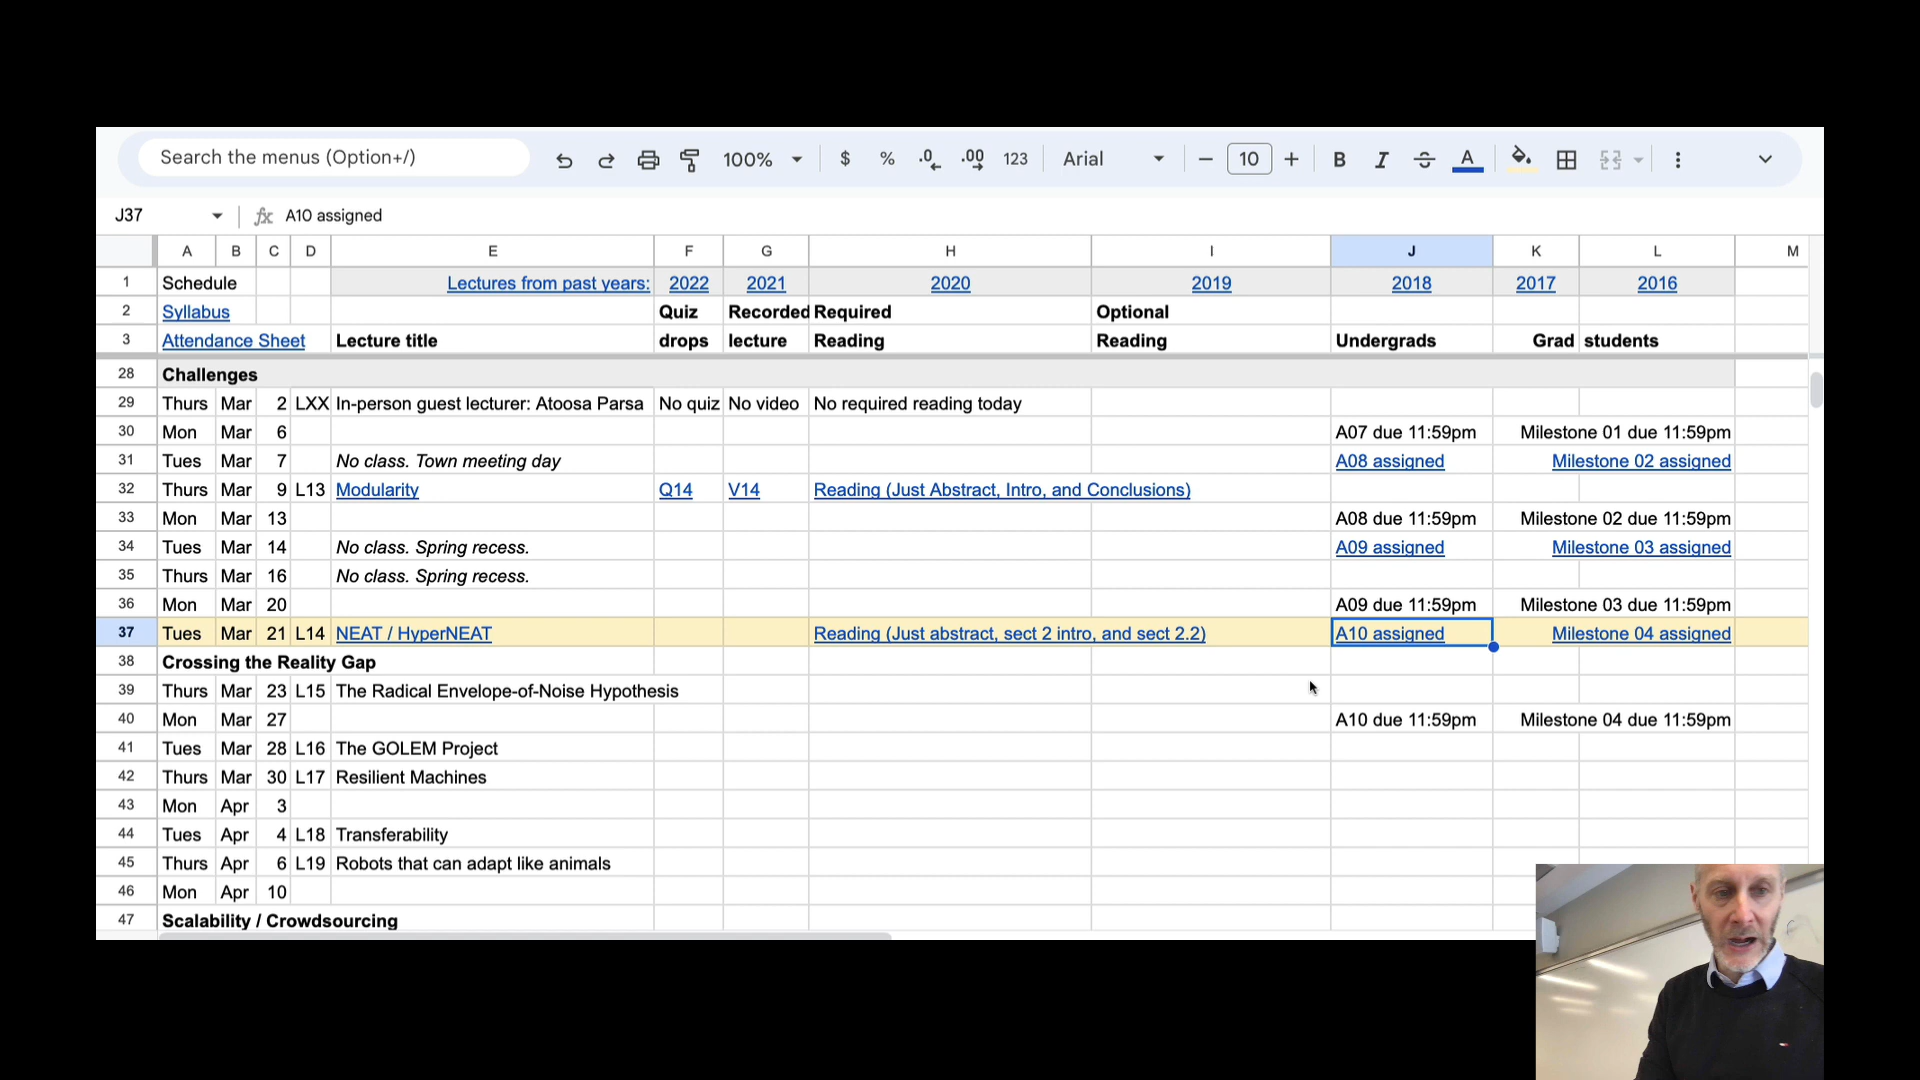 Search the menus (Option+/) 100% $ % .0 .00 123 Arial 10 B I A
J37 fx A10 assigned
A B C D E F G H I J K L M
1 Schedule Lectures from past years: 2022 2021 2020 2019 2018 2017 2016
2 Syllabus Quiz Recorded Required Optional
3 Attendance Sheet Lecture title drops lecture Reading Reading Undergrads Grad students
28 Challenges
29 Thurs Mar 2 LXX In-person guest lecturer: Atoosa Parsa No quiz No video No required reading today
30 Mon Mar 6 A07 due 11:59pm Milestone 01 due 11:59pm
31 Tues Mar 7 No class. Town meeting day A08 assigned Milestone 02 assigned
32 Thurs Mar 9 L13 Modularity Q14 V14 Reading (Just Abstract, Intro, and Conclusions)
33 Mon Mar 13 A08 due 11:59pm Milestone 02 due 11:59pm
34 Tues Mar 14 No class. Spring recess. A09 assigned Milestone 03 assigned
35 Thurs Mar 16 No class. Spring recess.
36 Mon Mar 20 A09 due 11:59pm Milestone 03 due 11:59pm
37 Tues Mar 21 L14 NEAT / HyperNEAT Reading (Just abstract, sect 2 intro, and sect 2.2) A10 assigned Milestone 04 assigned
38 Crossing the Reality Gap
39 Thurs Mar 23 L15 The Radical Envelope-of-Noise Hypothesis
40 Mon Mar 27 A10 due 11:59pm Milestone 04 due 11:59pm
41 Tues Mar 28 L16 The GOLEM Project
42 Thurs Mar 30 L17 Resilient Machines
43 Mon Apr 3
44 Tues Apr 4 L18 Transferability
45 Thurs Apr 6 L19 Robots that can adapt like animals
46 Mon Apr 10
47 Scalability / Crowdsourcing